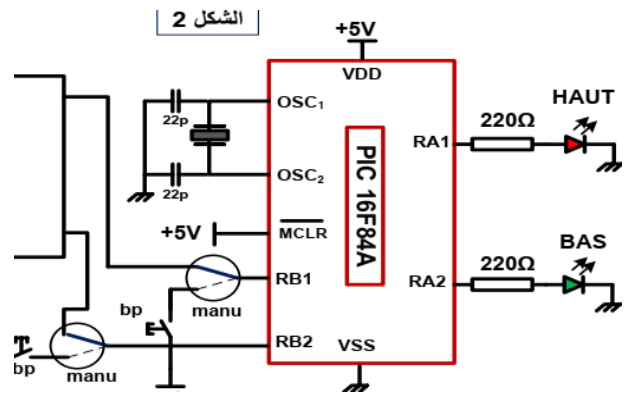 الشكل 2
+5V
VDD
OSC1
22p
HAUT
220Ω
RA1
PIC 16F84A
OSC2
22p
+5V
MCLR
BAS
220Ω
RA2
RB1
manu
bp
RB2
VSS
bp
manu